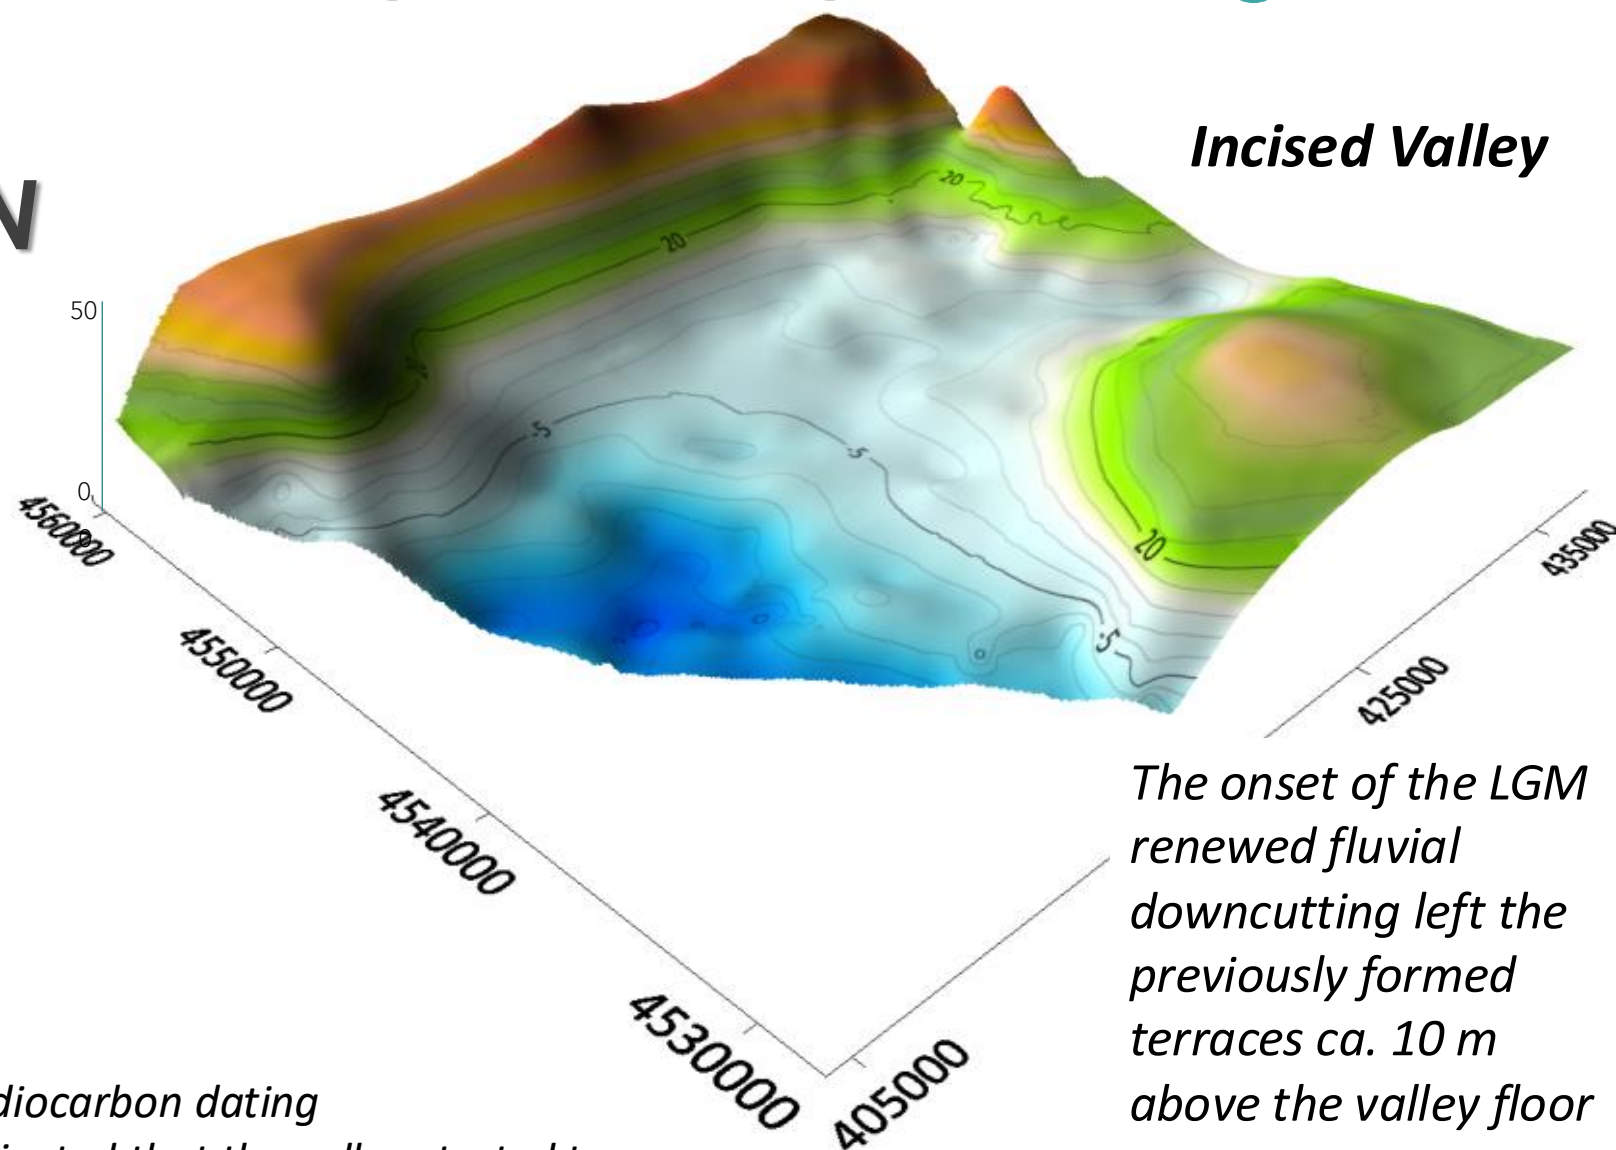 N
Incised Valley
50
0
20
20
20
-5
-5
-5
4560000
4550000
4540000
4530000
405000
425000
435000
The onset of the LGM
renewed fluvial
downcutting left the
previously formed
terraces ca. 10 m
above the valley floor
diocarbon dating